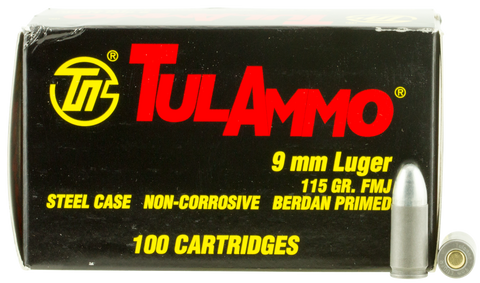 TULAMMO®
9 mm Luger
115 GR. FMJ
STEEL CASE NON-CORROSIVE BERDAN PRIMED
100 CARTRIDGES